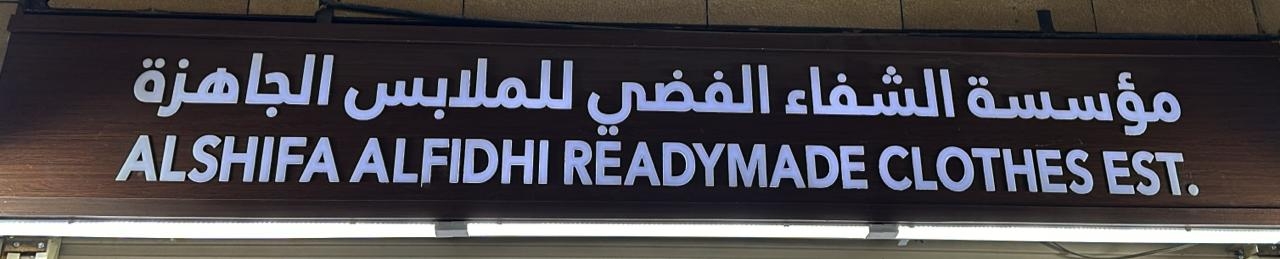 مؤسسة الشفاء الفضي للملابس الجاهزة
ALSHIFA ALFIDHI READYMADE CLOTHES EST.